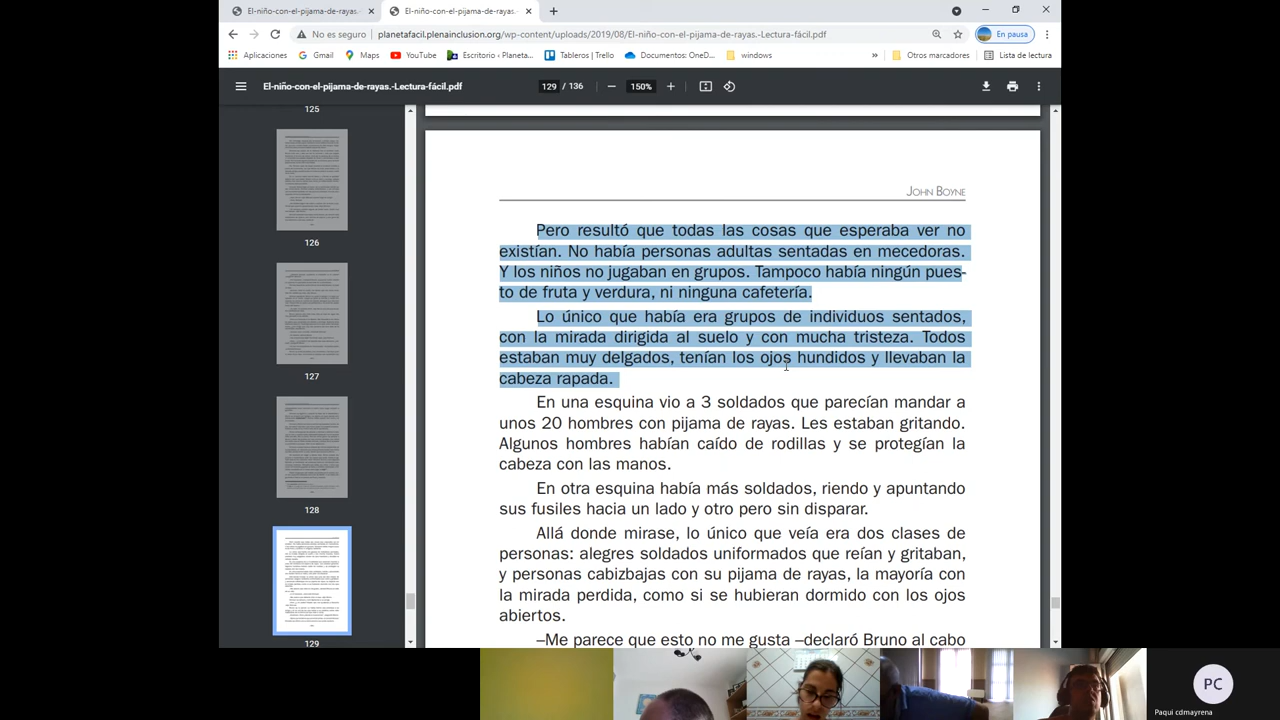 El-niño-con-el-pijama-de-rayas.-
El-niño-con-el-pijama-de-rayas.-
No es seguro
planetafacil.plenainclusion.org/wp-content/uploads/2019/08/El-niño-con-el-pijama-de-rayas.-Lectura-fácil.pdf
En pausa
Aplicaciones
Gmail
Mapas
YouTube
Escritorio < Planeta...
Tableros | Trello
Documentos: OneD...
windows
»
Otros marcadores
Lista de lectura
El-niño-con-el-pijama-de-rayas.-Lectura-fácil.pdf
129 / 136
150%
125
126
127
128
129
JOHN BOYNE
Pero resultó que todas las cosas que esperaba ver no
existían. No había personas adultas sentadas en mecedoras.
Y los niños no jugaban en grupos. Tampoco había ningún pues-
to de fruta y verdura ni ninguna cafetería.
Lo único que había eran grupos de individuos sentados,
con la mirada dirigida al suelo y con mucha tristeza. Todos
estaban muy delgados, tenían los ojos hundidos y llevaban la
cabeza rapada.
En una esquina vio a 3 soldados que parecían mandar a
unos 20 hombres con pijama de rayas. Les estaban gritando.
Algunos hombres habían caído de rodillas y se protegían la
cabeza con las manos.
En otra esquina había más soldados, riendo y apuntando
sus fusiles hacia un lado y otro pero sin disparar.
Allá donde mirase, lo único que veía era dos clases de
personas: alegres soldados uniformados que reían y gritaban,
y personas cabizbajas con su pijama de rayas, la mayoría con
la mirada perdida, como si se hubieran dormido con los ojos
abiertos.
–Me parece que esto no me gusta –declaró Bruno al cabo
PC
Paqui cdmayrena